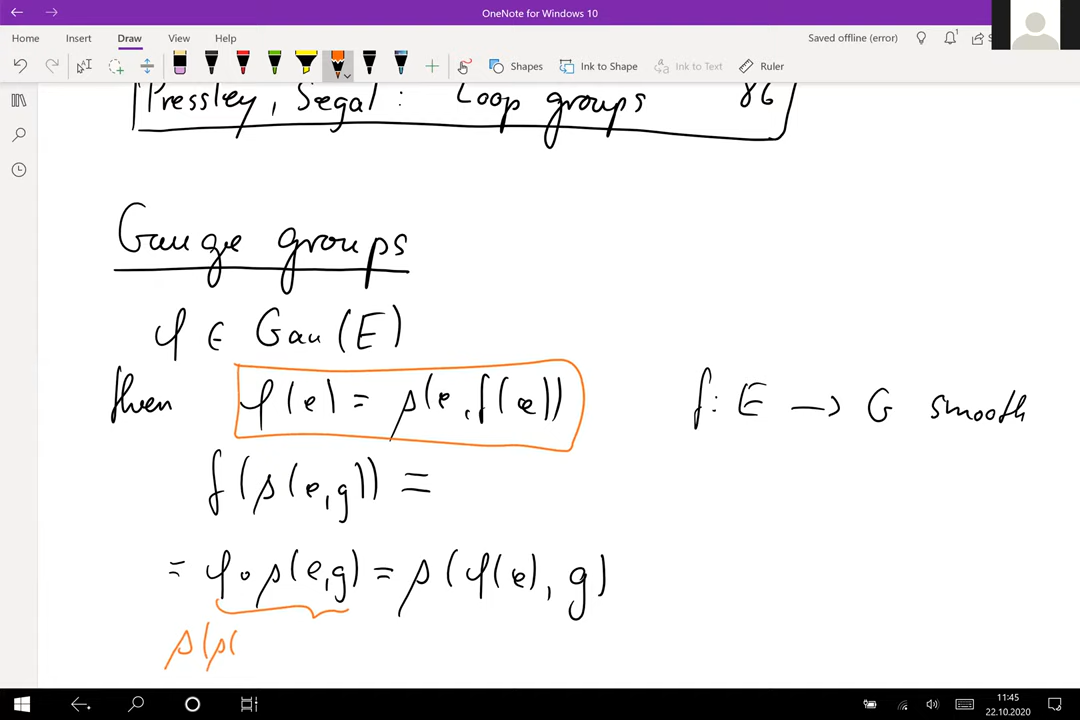 OneNote for Windows 10
Home Insert Draw View Help Saved offline (error)
Shapes Ink to Shape Ink to Text Ruler
Pressley, Segal: Loop groups 86
Gauge groups
φ ∈ Gau(E)
then φ(e) = ρ(e, f(e)) f: E → G smooth
f(ρ(e,g)) =
= φ∘ρ(e,g) = ρ(φ(e), g)
ρ(ρ(
11:45
22.10.2020